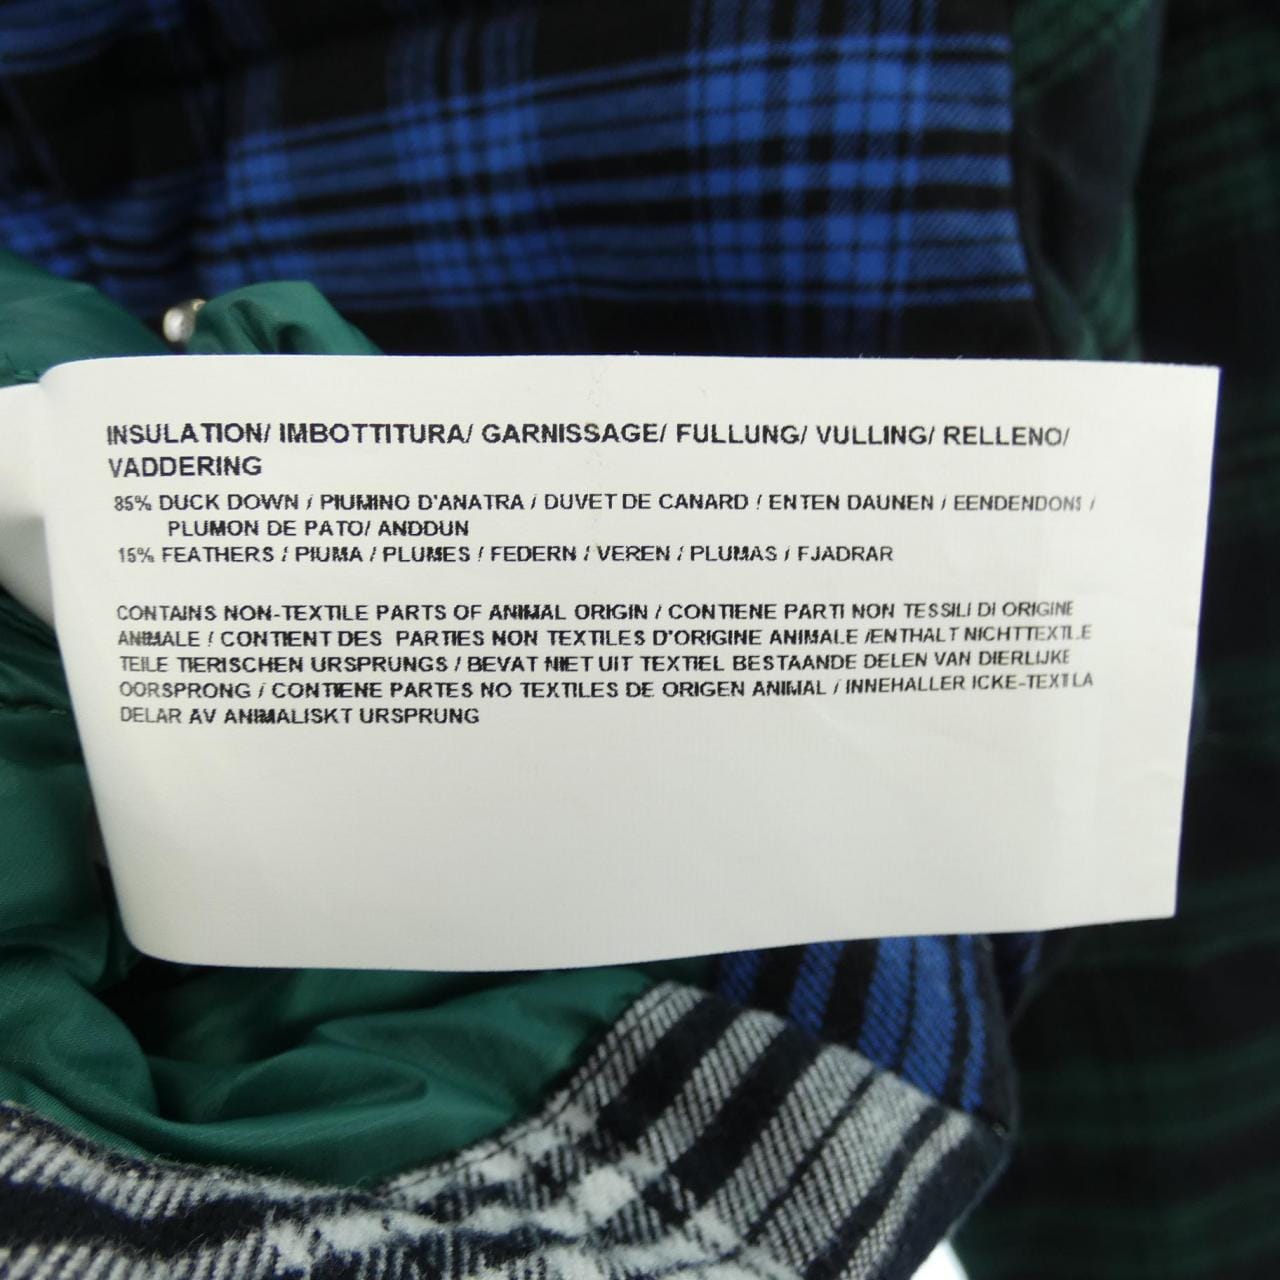 INSULATION/ IMBOTTITURA/ GARNISSAGE/ FULLUNG/ VULLING/ RELLENO/
VADDERING
85% DUCK DOWN / PIUMINO D'ANATRA / DUVET DE CANARD / ENTEN DAUNEN / EENDENDONS /
PLUMON DE PATO/ ANDDUN
15% FEATHERS / PIUMA / PLUMES / FEDERN / VEREN / PLUMAS / FJADRAR
CONTAINS NON-TEXTILE PARTS OF ANIMAL ORIGIN / CONTIENE PARTI NON TESSILI DI ORIGINE
ANIMALE / CONTIENT DES PARTIES NON TEXTILES D'ORIGINE ANIMALE /ENTHALT NICHTTEXTILE
TEILE TIERISCHEN URSPRUNGS / BEVAT NIET UIT TEXTIEL BESTAANDE DELEN VAN DIERLIJKE
OORSPRONG / CONTIENE PARTES NO TEXTILES DE ORIGEN ANIMAL / INNEHALLER ICKE-TEXTLA
DELAR AV ANIMALISKT URSPRUNG